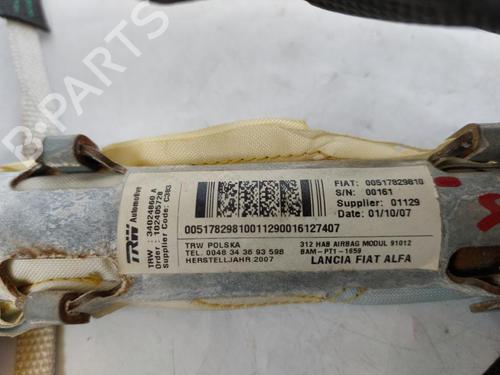 TRW Automotive
TRW : 34024860 A
Order : 102405728
Supplier Code: C383
FIAT: 00517829810
S/N: 00161
Supplier: 01129
Date: 01/10/07
00517829810011290016127407
TRW POLSKA
TEL. 0048 34 36 93 598
HERSTELLJAHR 2007
312 HAB AIRBAG MODUL 91012
BAM-PT1-1659
LANCIA FIAT ALFA
B-PARTS